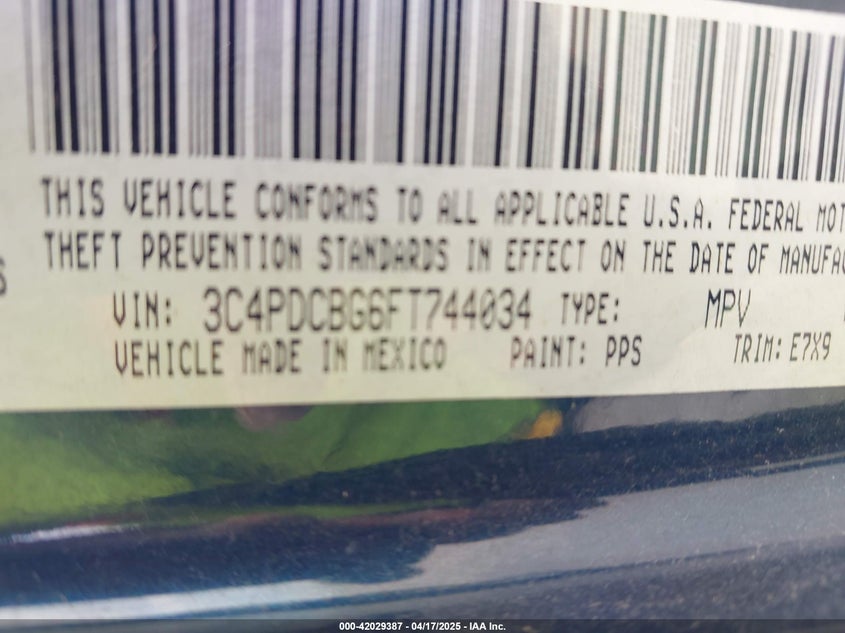 THIS VEHICLE CONFORMS TO ALL APPLICABLE U.S.A. FEDERAL MOT
THEFT PREVENTION STANDARDS IN EFFECT ON THE DATE OF MANUFAC
S
VIN: 3C4PDCBG6FT744034 TYPE: MPV
VEHICLE MADE IN MEXICO PAINT: PPS TRIM: E7X9
000-42029387 - 04/17/2025 - IAA Inc.